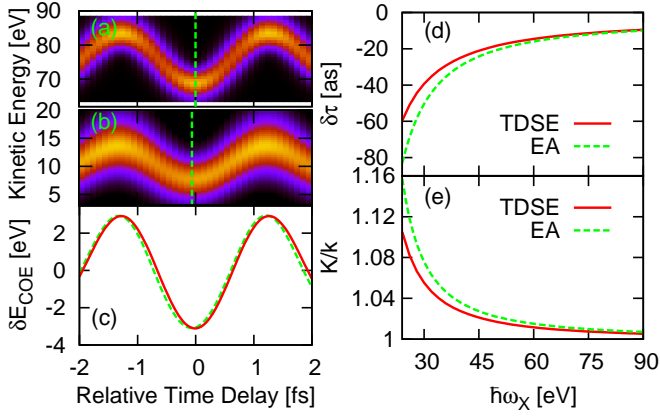 90
80
70
Kinetic Energy [eV]
(a)
20
15
10
5
(b)
2
0
-2
-4
δE_COE [eV]
(c)
-2
-1
0
1
2
Relative Time Delay [fs]
0
-20
-40
-60
-80
δτ [as]
(d)
TDSE
EA
1.16
1.12
1.08
1.04
1
K/k
(e)
TDSE
EA
30
45
60
75
90
ħω_X [eV]